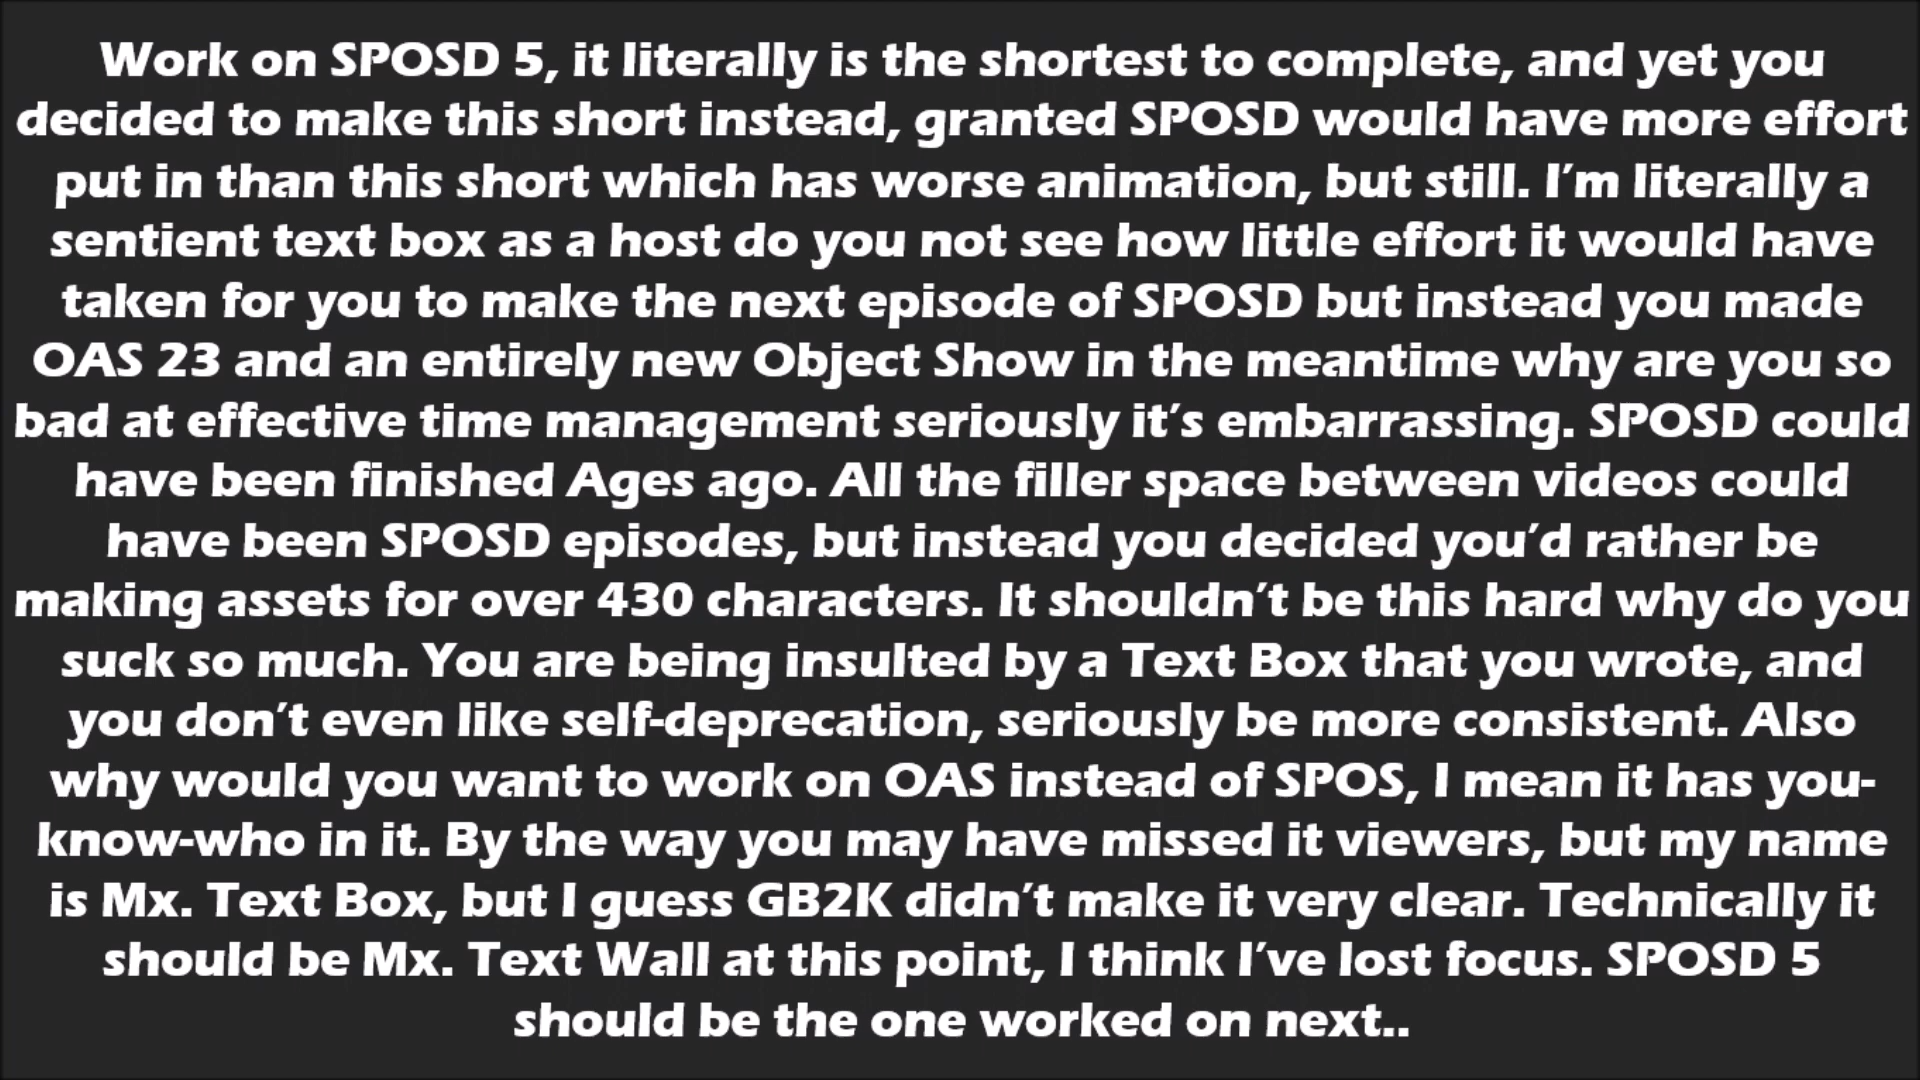 Work on SPOSD 5, it literally is the shortest to complete, and yet you
decided to make this short instead, granted SPOSD would have more effort
put in than this short which has worse animation, but still. I'm literally a
sentient text box as a host do you not see how little effort it would have
taken for you to make the next episode of SPOSD but instead you made
OAS 23 and an entirely new Object Show in the meantime why are you so
bad at effective time management seriously it's embarrassing. SPOSD could
have been finished Ages ago. All the filler space between videos could
have been SPOSD episodes, but instead you decided you'd rather be
making assets for over 430 characters. It shouldn't be this hard why do you
suck so much. You are being insulted by a Text Box that you wrote, and
you don't even like self-deprecation, seriously be more consistent. Also
why would you want to work on OAS instead of SPOS, I mean it has you-
know-who in it. By the way you may have missed it viewers, but my name
is Mx. Text Box, but I guess GB2K didn't make it very clear. Technically it
should be Mx. Text Wall at this point, I think I've lost focus. SPOSD 5
should be the one worked on next..